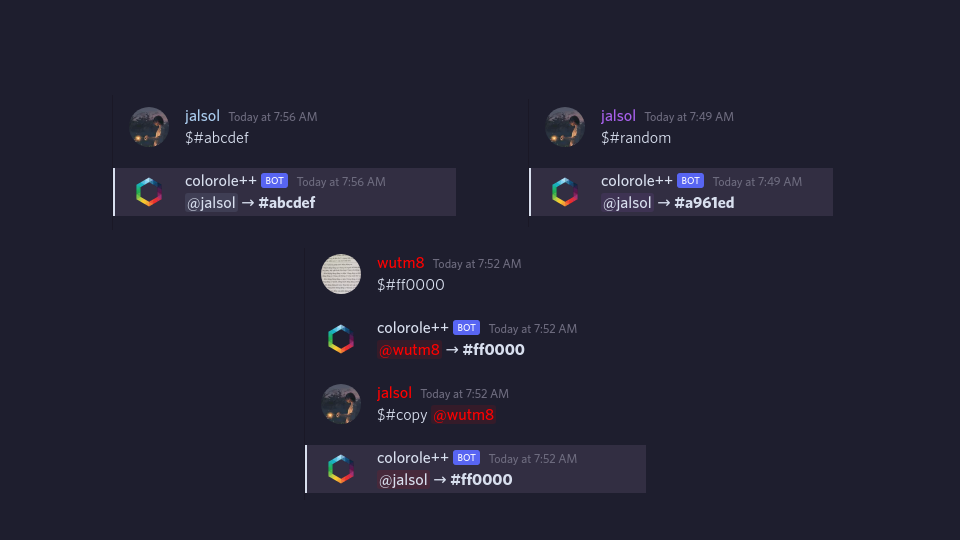 jalsol Today at 7:56 AM
$#abcdef
colorole++ BOT Today at 7:56 AM
@jalsol → #abcdef
jalsol Today at 7:49 AM
$#random
colorole++ BOT Today at 7:49 AM
@jalsol → #a961ed
wutm8 Today at 7:52 AM
$#ff0000
colorole++ BOT Today at 7:52 AM
@wutm8 → #ff0000
jalsol Today at 7:52 AM
$#copy @wutm8
colorole++ BOT Today at 7:52 AM
@jalsol → #ff0000